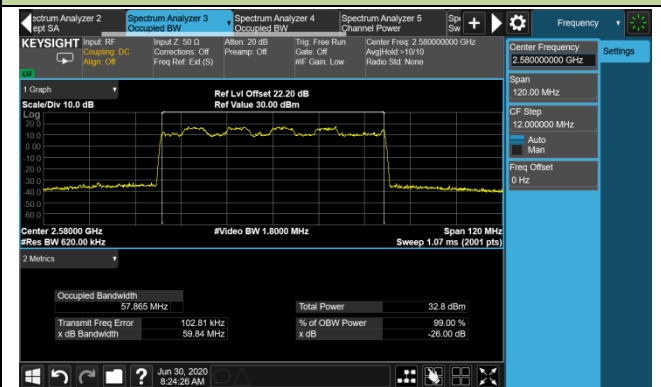 ectrum Analyzer 2
ept SA
Spectrum Analyzer 3
Occupied BW
Spectrum Analyzer 4
Occupied BW
Spectrum Analyzer 5
Channel Power
Sp
Sw
Frequency
KEYSIGHT
Input: RF
Coupling: DC
Align: Off
Input Z: 50 Ω
Corrections: Off
Freq Ref: Ext (S)
Atten: 20 dB
Preamp: Off
Trig: Free Run
Gate: Off
#IF Gain: Low
Center Freq: 2.580000000 GHz
Avg|Hold:>10/10
Radio Std: None
LXI
1 Graph
Scale/Div 10.0 dB
Ref Lvl Offset 22.20 dB
Ref Value 30.00 dBm
Log
20.0
10.0
0.00
-10.0
-20.0
-30.0
-40.0
-50.0
-60.0
Center 2.58000 GHz
#Res BW 620.00 kHz
#Video BW 1.8000 MHz
Span 120 MHz
Sweep 1.07 ms (2001 pts)
2 Metrics
Occupied Bandwidth
57.865 MHz
Total Power 32.8 dBm
Transmit Freq Error 102.81 kHz
% of OBW Power 99.00 %
x dB Bandwidth 59.84 MHz
x dB -26.00 dB
Center Frequency
2.580000000 GHz
Settings
Span
120.00 MHz
CF Step
12.000000 MHz
Auto
Man
Freq Offset
0 Hz
Jun 30, 2020
8:24:26 AM